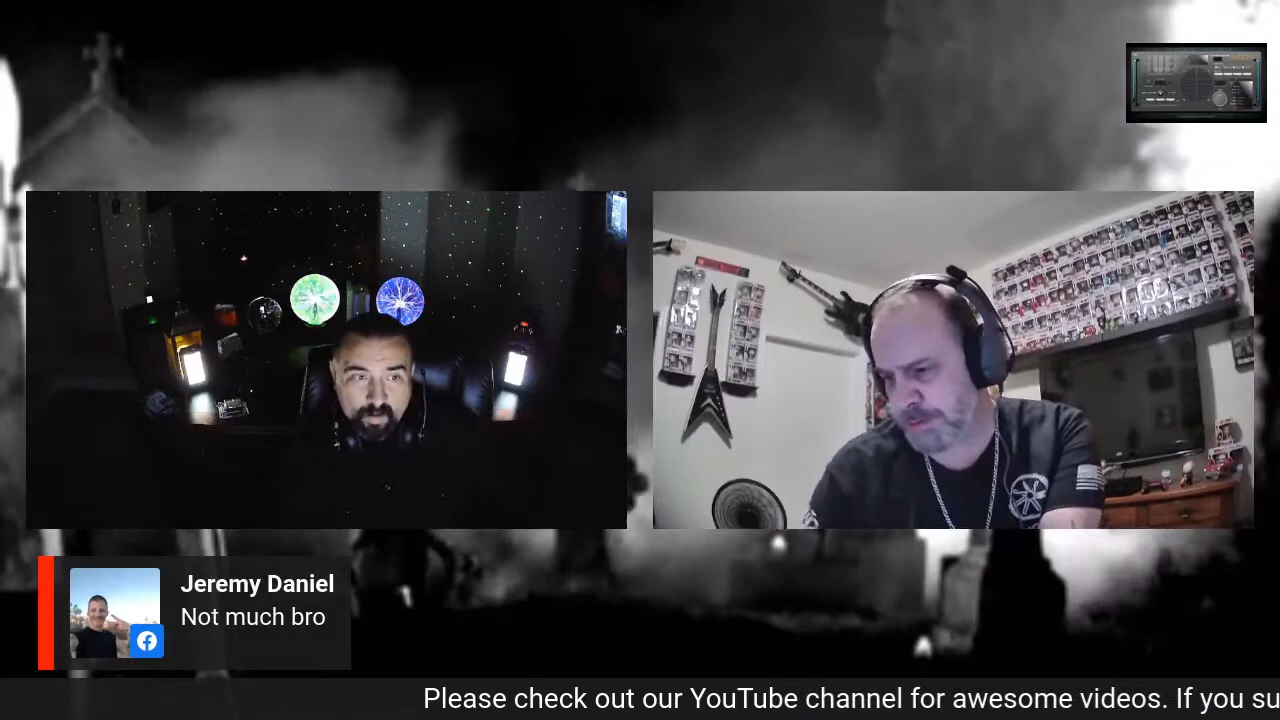 Jeremy Daniel
Not much bro
Please check out our YouTube channel for awesome videos. If you su